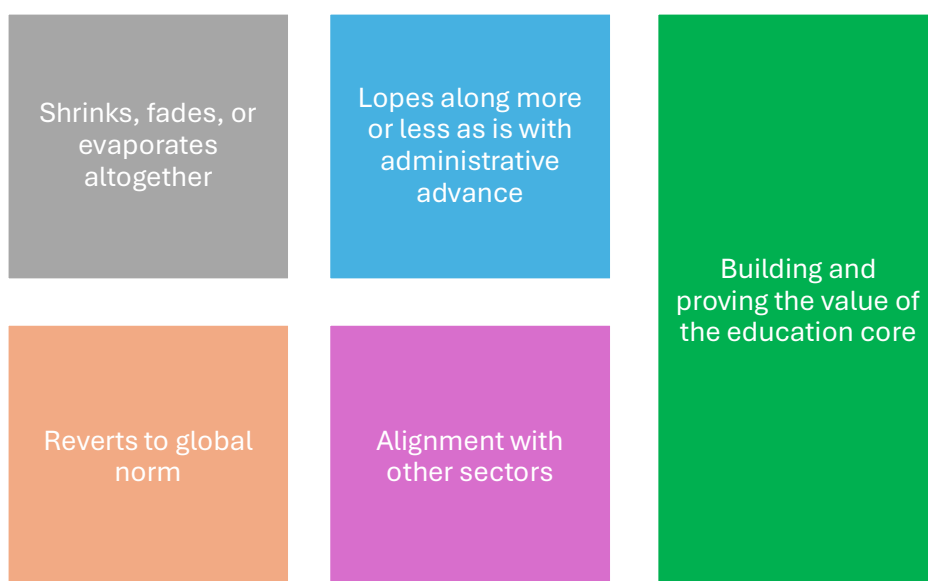 Shrinks, fades, or
evaporates
altogether
Lopes along more
or less as is with
administrative
advance
Building and
proving the value of
the education core
Reverts to global
norm
Alignment with
other sectors